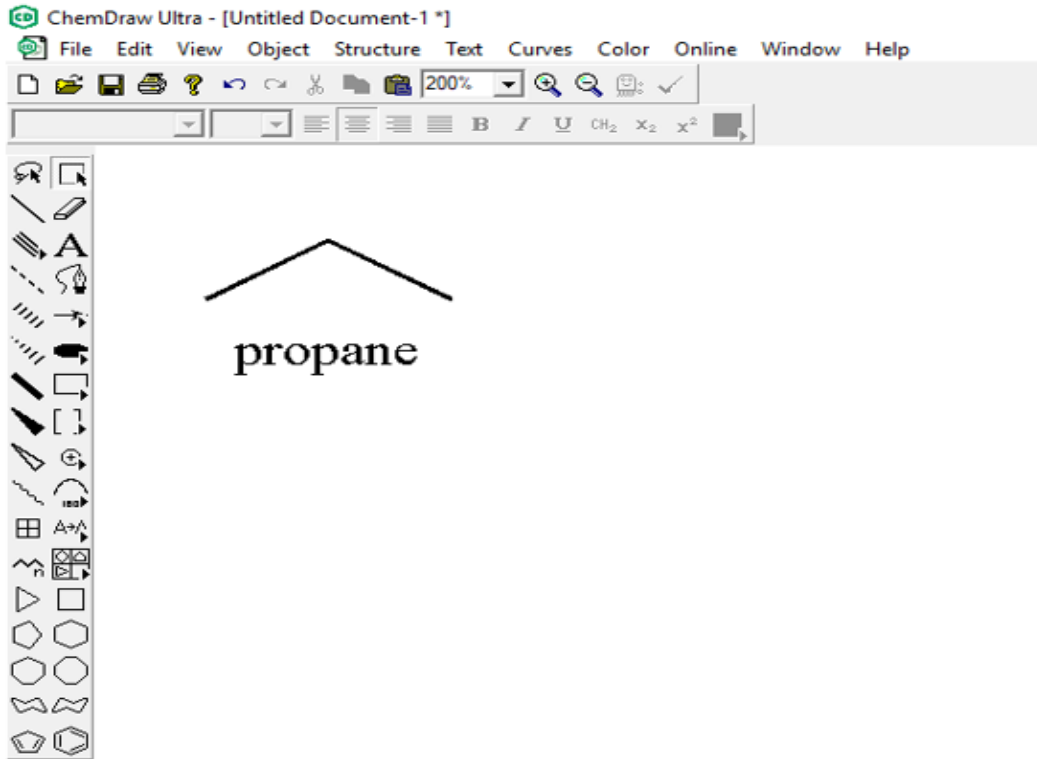 ChemDraw Ultra - [Untitled Document-1 *]
File Edit View Object Structure Text Curves Color Online Window Help
200%
B I U CH₂ X₂ X²
A
180
A→A
n
propane